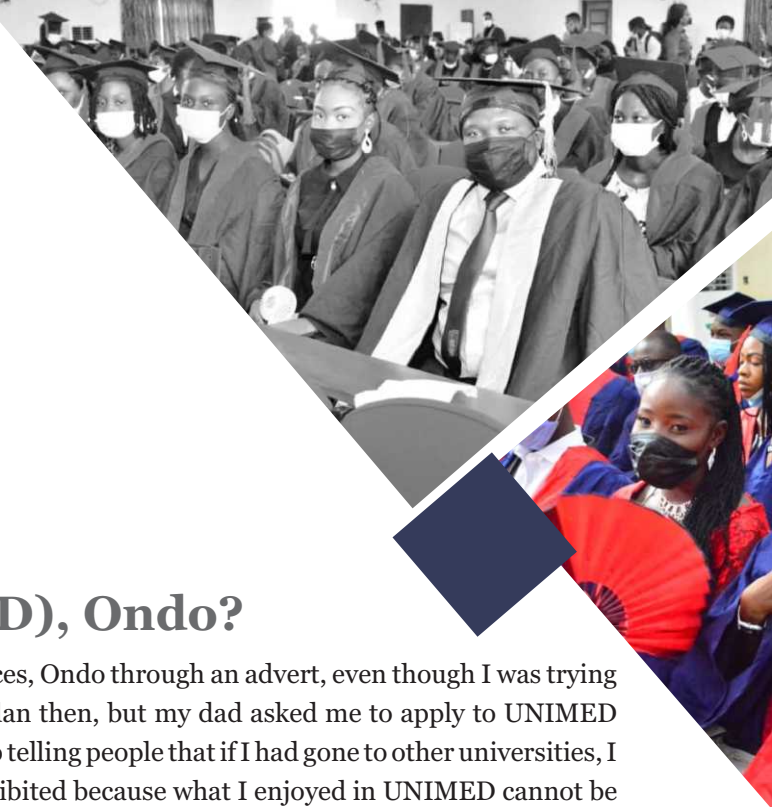 D), Ondo?
ces, Ondo through an advert, even though I was trying
lan then, but my dad asked me to apply to UNIMED
telling people that if I had gone to other universities, I
ibited because what I enjoyed in UNIMED cannot be